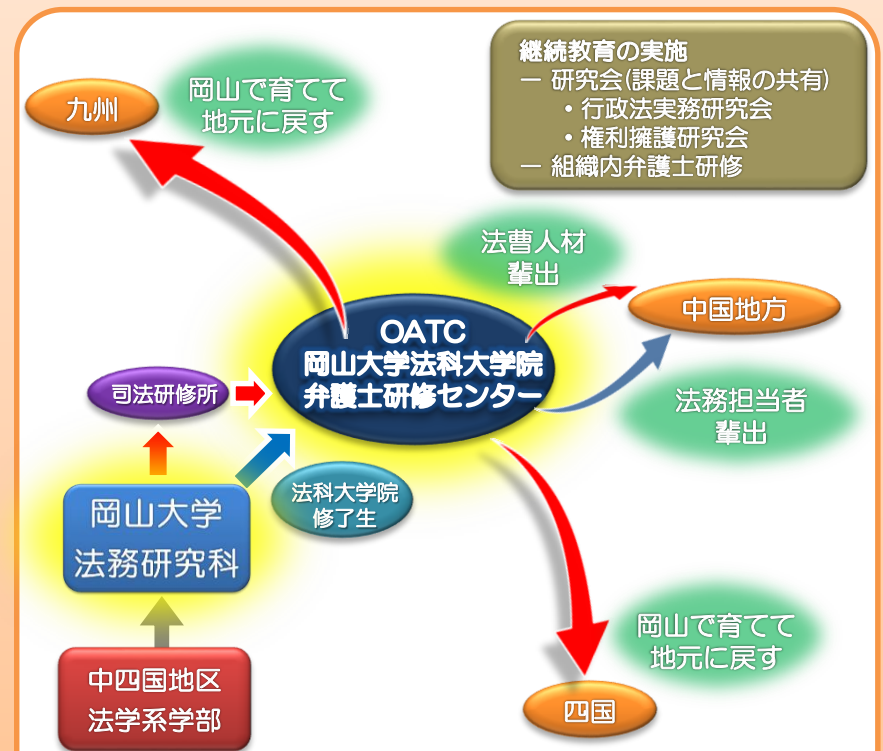 継続教育の実施
― 研究会(課題と情報の共有)
・行政法実務研究会
・権利擁護研究会
― 組織内弁護士研修
九州
岡山で育てて
地元に戻す
法曹人材
輩出
中国地方
OATC
岡山大学法科大学院
弁護士研修センター
司法研修所
法務担当者
輩出
法科大学院
修了生
岡山大学
法務研究科
岡山で育てて
地元に戻す
中四国地区
法学系学部
四国